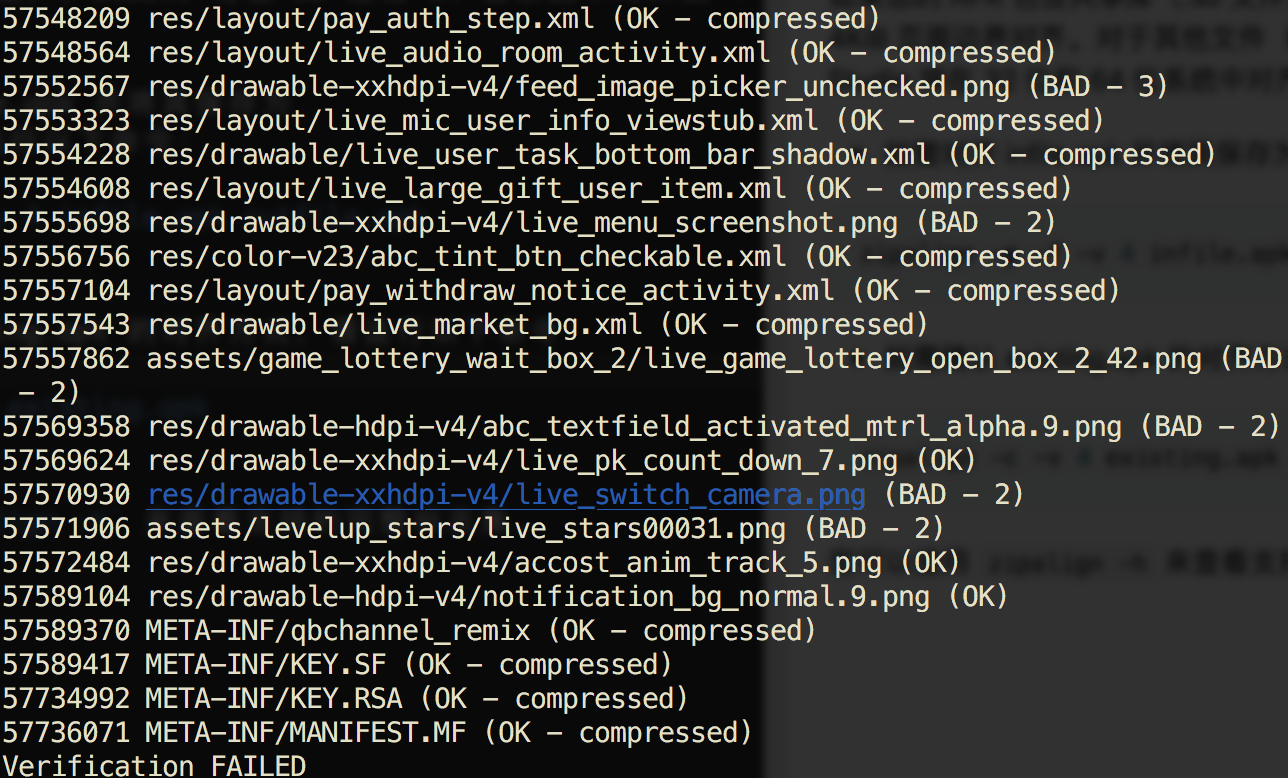 57548209 res/layout/pay_auth_step.xml (OK - compressed)
57548564 res/layout/live_audio_room_activity.xml (OK - compressed)
57552567 res/drawable-xxhdpi-v4/feed_image_picker_unchecked.png (BAD - 3)
57553323 res/layout/live_mic_user_info_viewstub.xml (OK - compressed)
57554228 res/drawable/live_user_task_bottom_bar_shadow.xml (OK - compressed)
57554608 res/layout/live_large_gift_user_item.xml (OK - compressed)
57555698 res/drawable-xxhdpi-v4/live_menu_screenshot.png (BAD - 2)
57556756 res/color-v23/abc_tint_btn_checkable.xml (OK - compressed)
57557104 res/layout/pay_withdraw_notice_activity.xml (OK - compressed)
57557543 res/drawable/live_market_bg.xml (OK - compressed)
57557862 assets/game_lottery_wait_box_2/live_game_lottery_open_box_2_42.png (BAD
- 2)
57569358 res/drawable-hdpi-v4/abc_textfield_activated_mtrl_alpha.9.png (BAD - 2)
57569624 res/drawable-xxhdpi-v4/live_pk_count_down_7.png (OK)
57570930 res/drawable-xxhdpi-v4/live_switch_camera.png (BAD - 2)
57571906 assets/levelup_stars/live_stars00031.png (BAD - 2)
57572484 res/drawable-xxhdpi-v4/accost_anim_track_5.png (OK)
57589104 res/drawable-hdpi-v4/notification_bg_normal.9.png (OK)
57589370 META-INF/qbchannel_remix (OK - compressed)
57589417 META-INF/KEY.SF (OK - compressed)
57734992 META-INF/KEY.RSA (OK - compressed)
57736071 META-INF/MANIFEST.MF (OK - compressed)
Verification FAILED